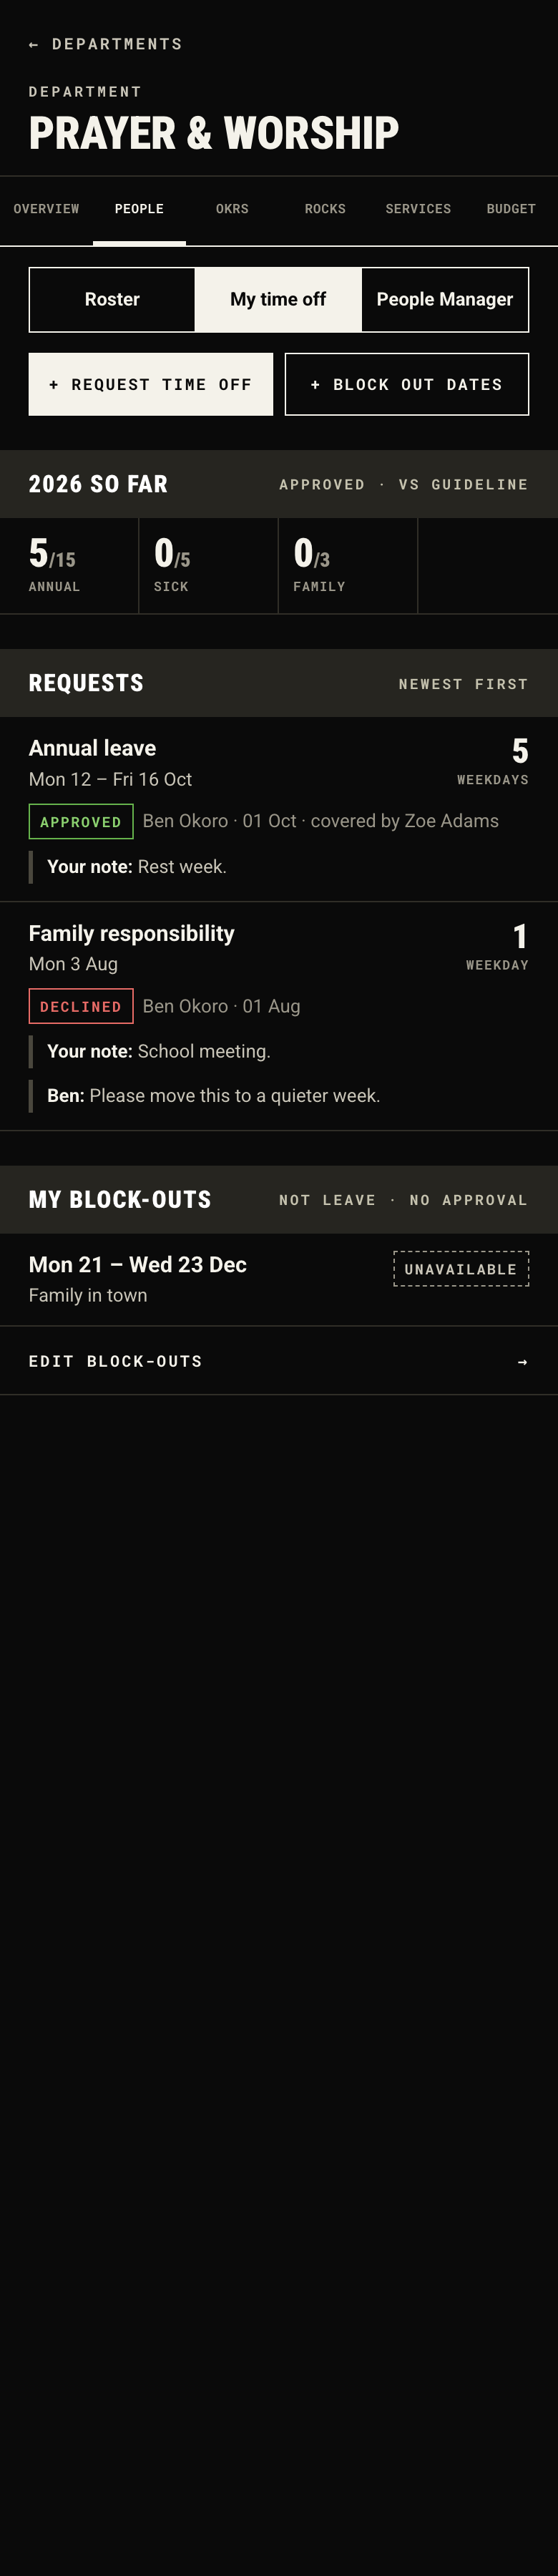 ← DEPARTMENTS
DEPARTMENT
PRAYER & WORSHIP
OVERVIEW PEOPLE OKRS ROCKS SERVICES BUDGET
Roster My time off People Manager
+ REQUEST TIME OFF + BLOCK OUT DATES
2026 SO FAR APPROVED · VS GUIDELINE
5/15 0/5 0/3
ANNUAL SICK FAMILY
REQUESTS NEWEST FIRST
Annual leave 5
Mon 12 – Fri 16 Oct WEEKDAYS
APPROVED Ben Okoro · 01 Oct · covered by Zoe Adams
Your note: Rest week.
Family responsibility 1
Mon 3 Aug WEEKDAY
DECLINED Ben Okoro · 01 Aug
Your note: School meeting.
Ben: Please move this to a quieter week.
MY BLOCK-OUTS NOT LEAVE · NO APPROVAL
Mon 21 – Wed 23 Dec UNAVAILABLE
Family in town
EDIT BLOCK-OUTS →